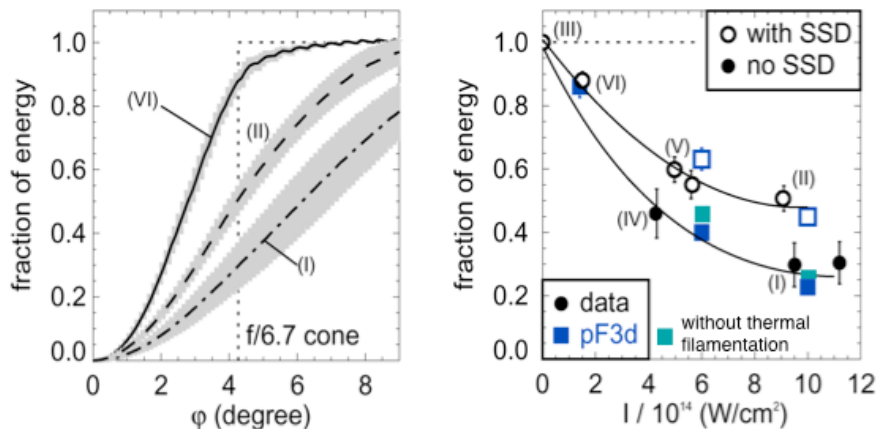 fraction of energy
1.0
0.8
0.6
0.4
0.2
0.0
0
2
4
6
8
φ (degree)
(VI)
(II)
(I)
f/6.7 cone
fraction of energy
1.0
0.8
0.6
0.4
0.2
0.0
0
2
4
6
8
10
12
I / 10¹⁴ (W/cm²)
(III)
with SSD
no SSD
(VI)
(V)
(II)
(IV)
(I)
data
pF3d
without thermal
filamentation